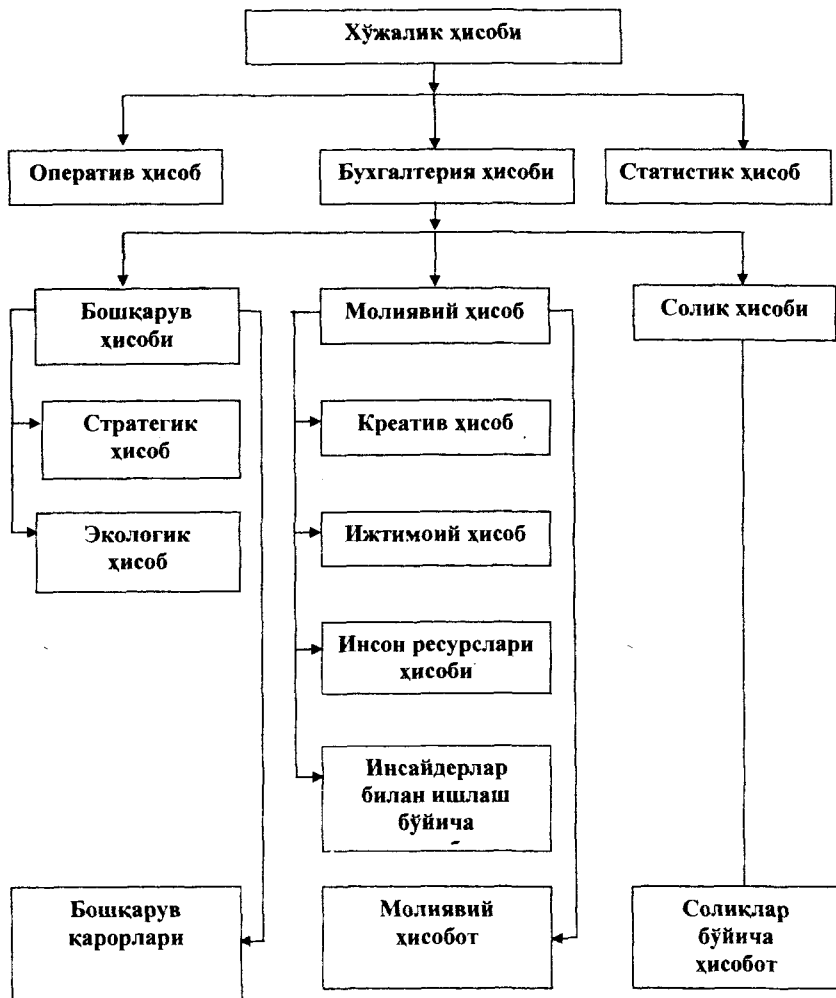 Хўжалик ҳисоби
Оператив ҳисоб
Бухгалтерия ҳисоби
Статистик ҳисоб
Бошқарув
ҳисоби
Молиявий ҳисоб
Солиқ ҳисоби
Стратегик
ҳисоб
Креатив ҳисоб
Экологик
ҳисоб
Ижтимоий ҳисоб
Инсон ресурслари
ҳисоби
Инсайдерлар
билан ишлаш
бўйича
Бошқарув
қарорлари
Молиявий
ҳисобот
Солиқлар
бўйича
ҳисобот